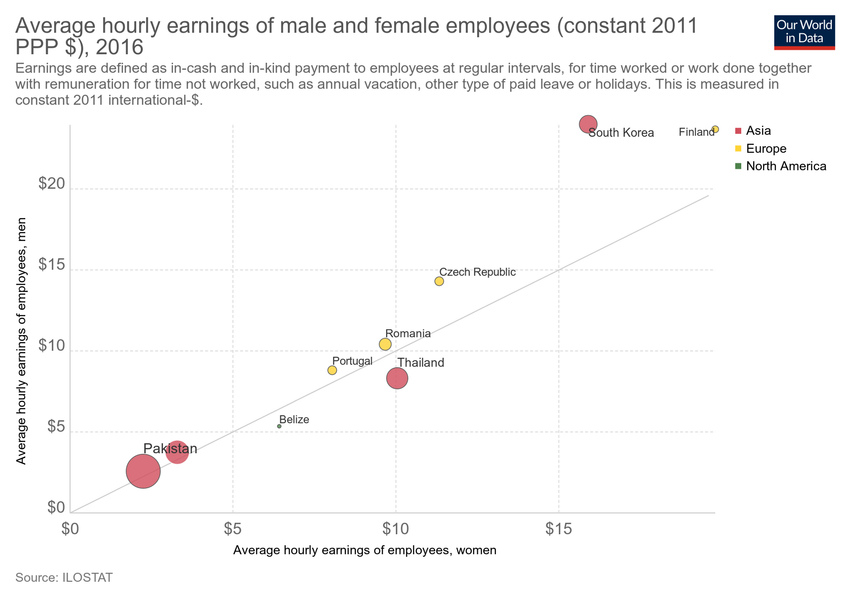 Average hourly earnings of male and female employees (constant 2011
PPP $), 2016
Our World
in Data
Earnings are defined as in-cash and in-kind payment to employees at regular intervals, for time worked or work done together
with remuneration for time not worked, such as annual vacation, other type of paid leave or holidays. This is measured in
constant 2011 international-$.
South Korea
Finland
Asia
Europe
North America
$20
$15
$10
$5
$0
Average hourly earnings of employees, men
Czech Republic
Romania
Portugal
Thailand
Belize
Pakistan
$0
$5
$10
$15
Average hourly earnings of employees, women
Source: ILOSTAT